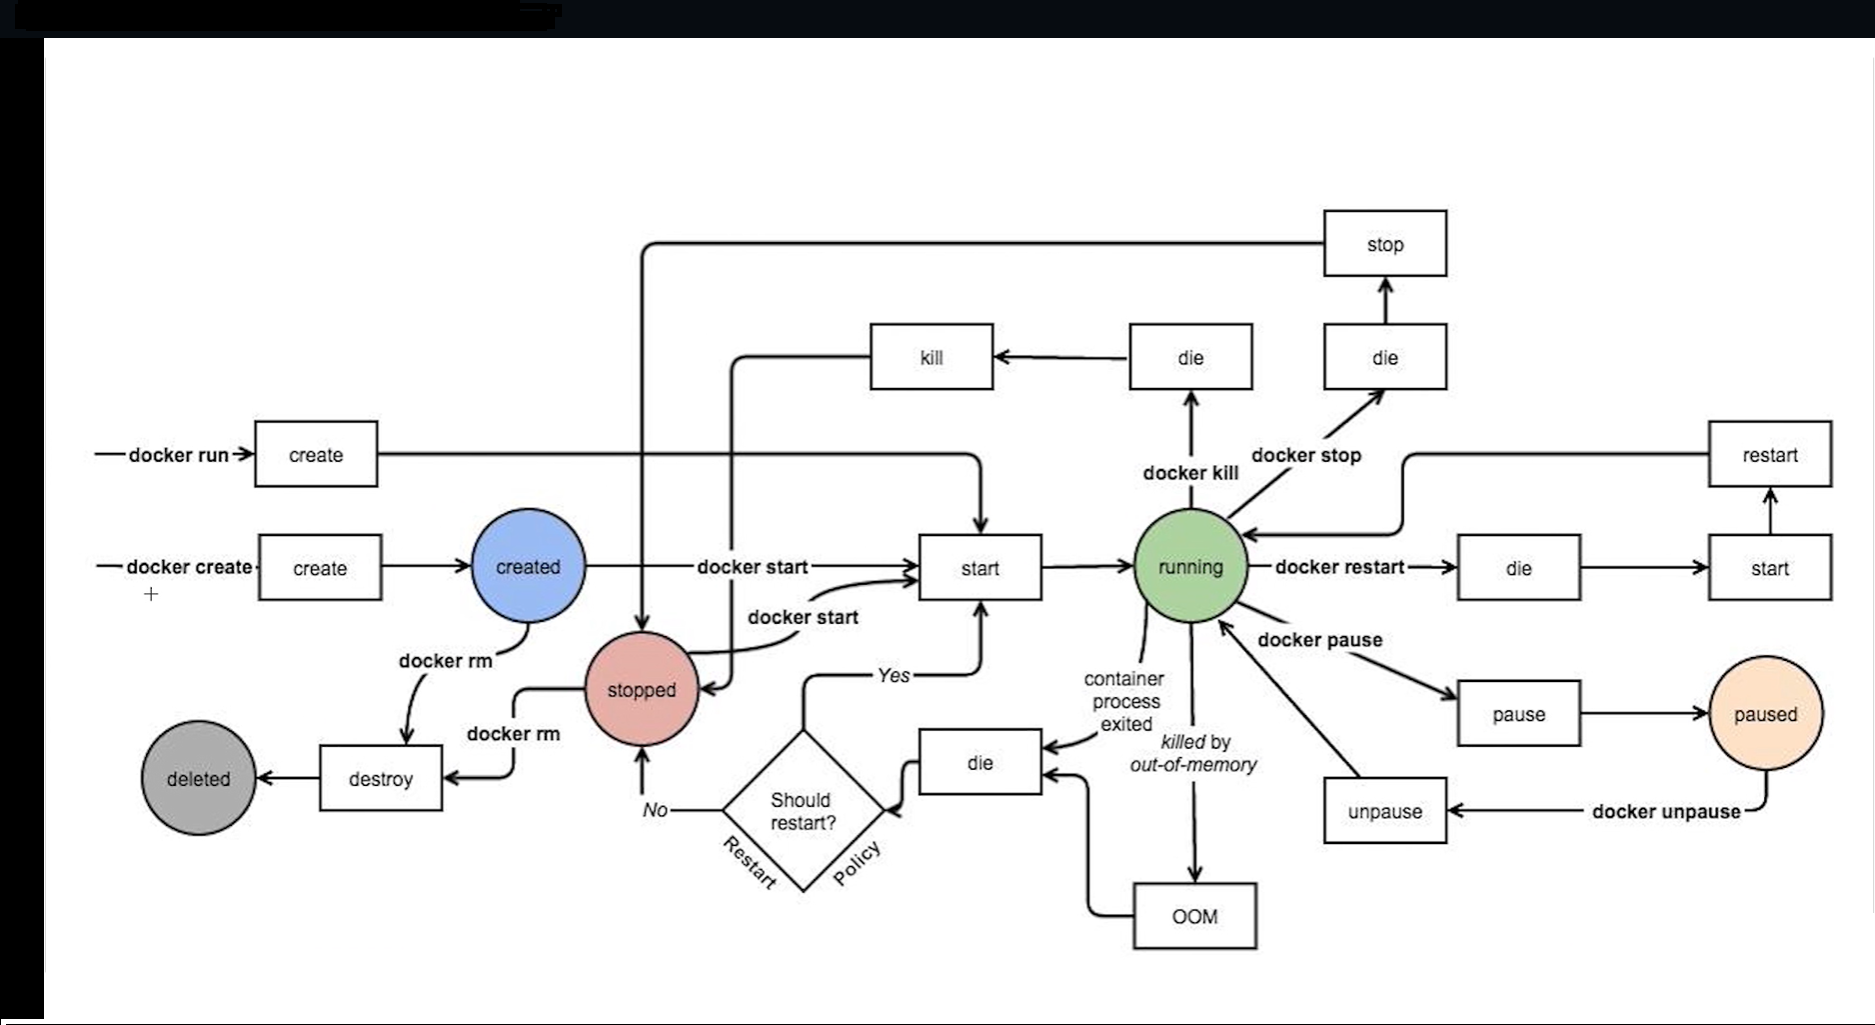 stop
kill
die
die
docker run
create
docker kill
docker stop
restart
docker create
create
created
docker start
start
running
docker restart
die
start
docker start
docker pause
docker rm
stopped
Yes
container
process
exited
pause
paused
docker rm
killed by
out-of-memory
deleted
destroy
die
No
Should
restart?
Restart
Policy
unpause
docker unpause
OOM